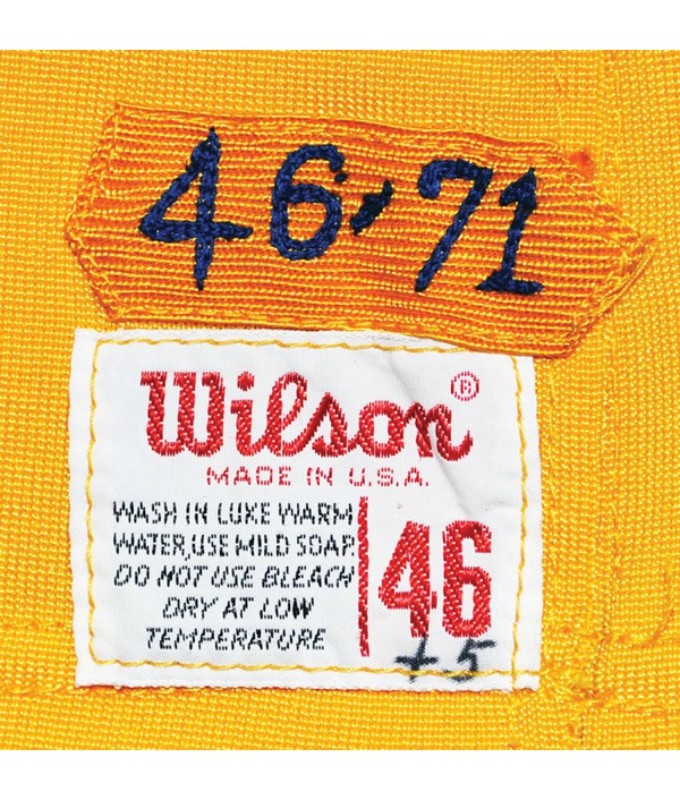 46-71
Wilson®
MADE IN U.S.A.
WASH IN LUKE WARM
WATER, USE MILD SOAP.
DO NOT USE BLEACH
DRY AT LOW
TEMPERATURE
46
+5